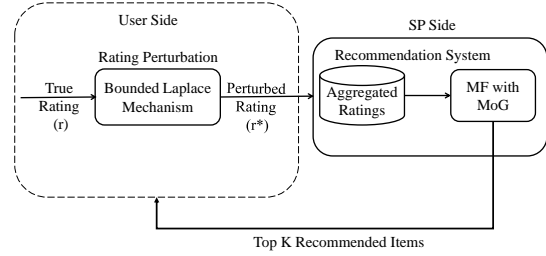 User Side
SP Side
Rating Perturbation
Recommendation System
True
Rating
(r)
Bounded Laplace
Mechanism
Perturbed
Rating
(r*)
Aggregated
Ratings
MF with
MoG
Top K Recommended Items